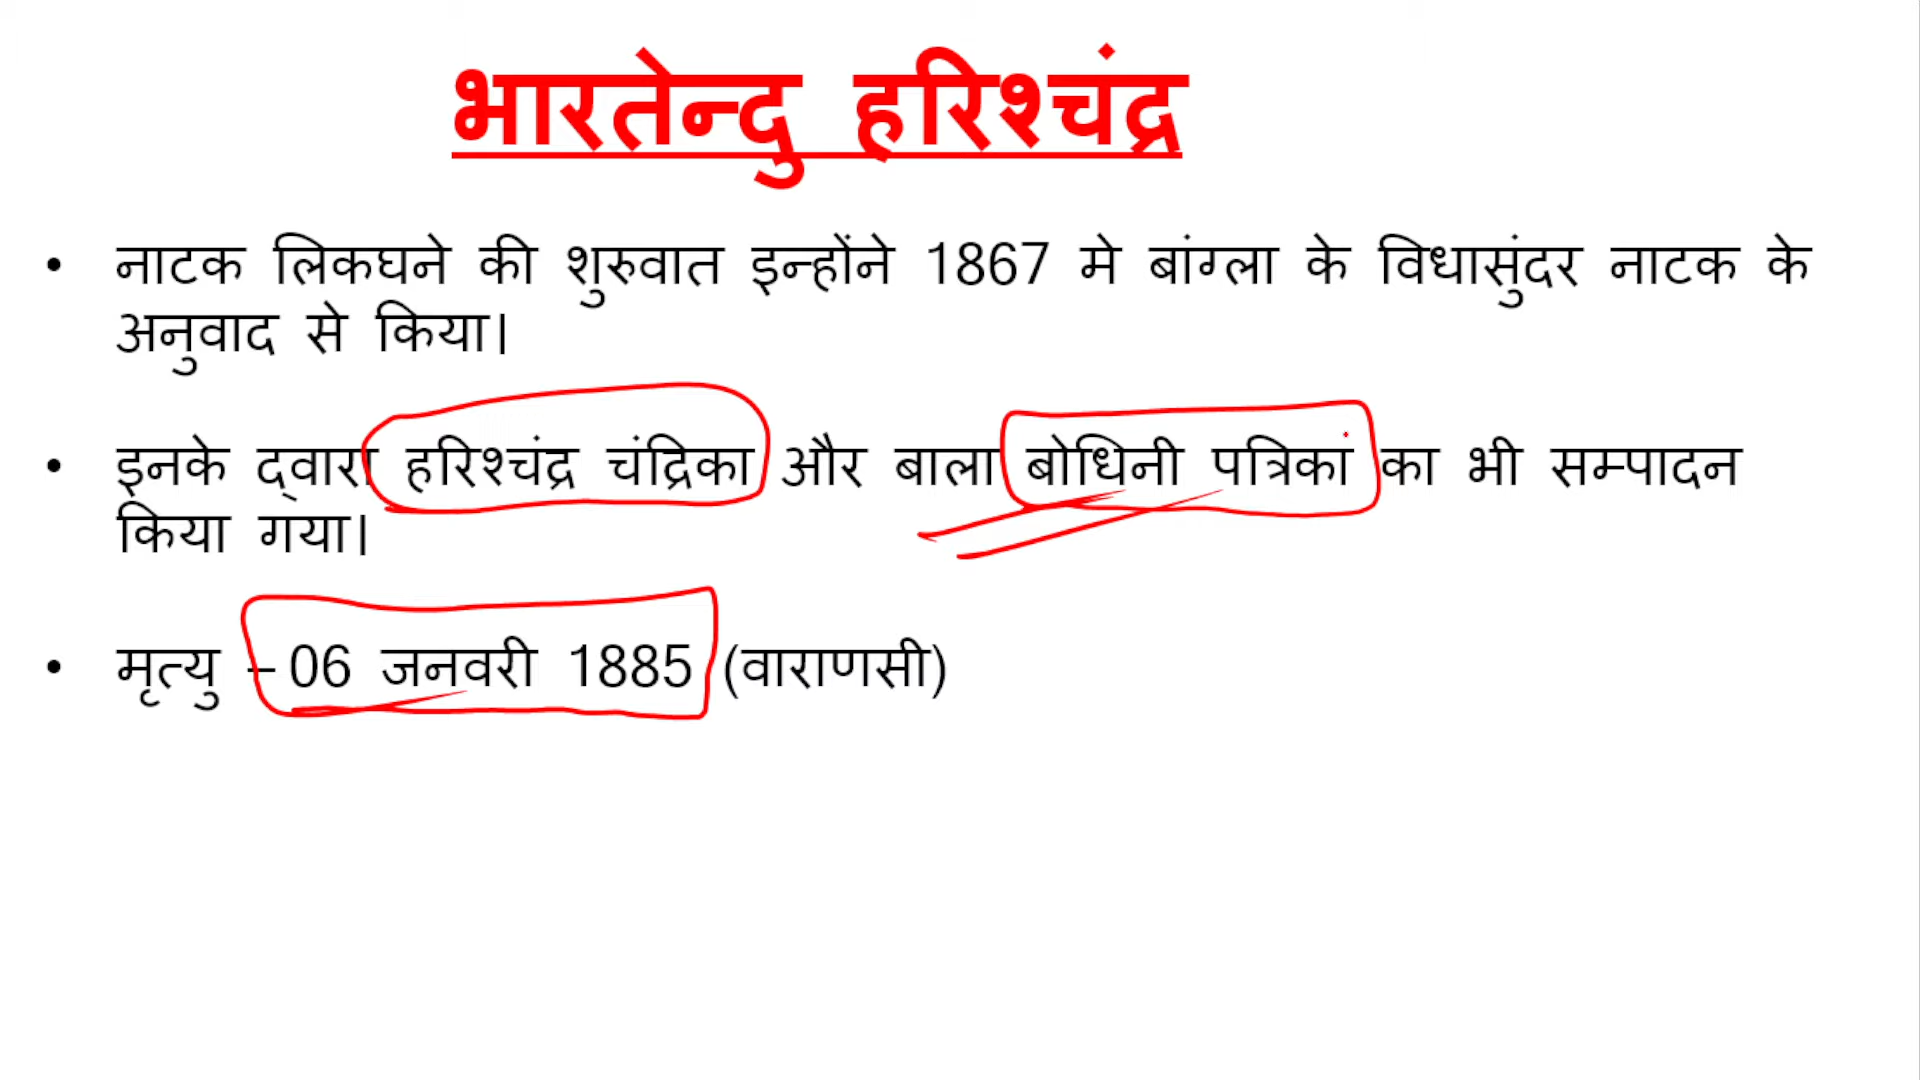 भारतेन्दु हरिश्चंद्र
• नाटक लिकघने की शुरुवात इन्होंने 1867 मे बांग्ला के विधासुंदर नाटक के
अनुवाद से किया।
• इनके द्वारा हरिश्चंद्र चंद्रिका और बाला बोधिनी पत्रिका का भी सम्पादन
किया गया।
• मृत्यु – 06 जनवरी 1885 (वाराणसी)